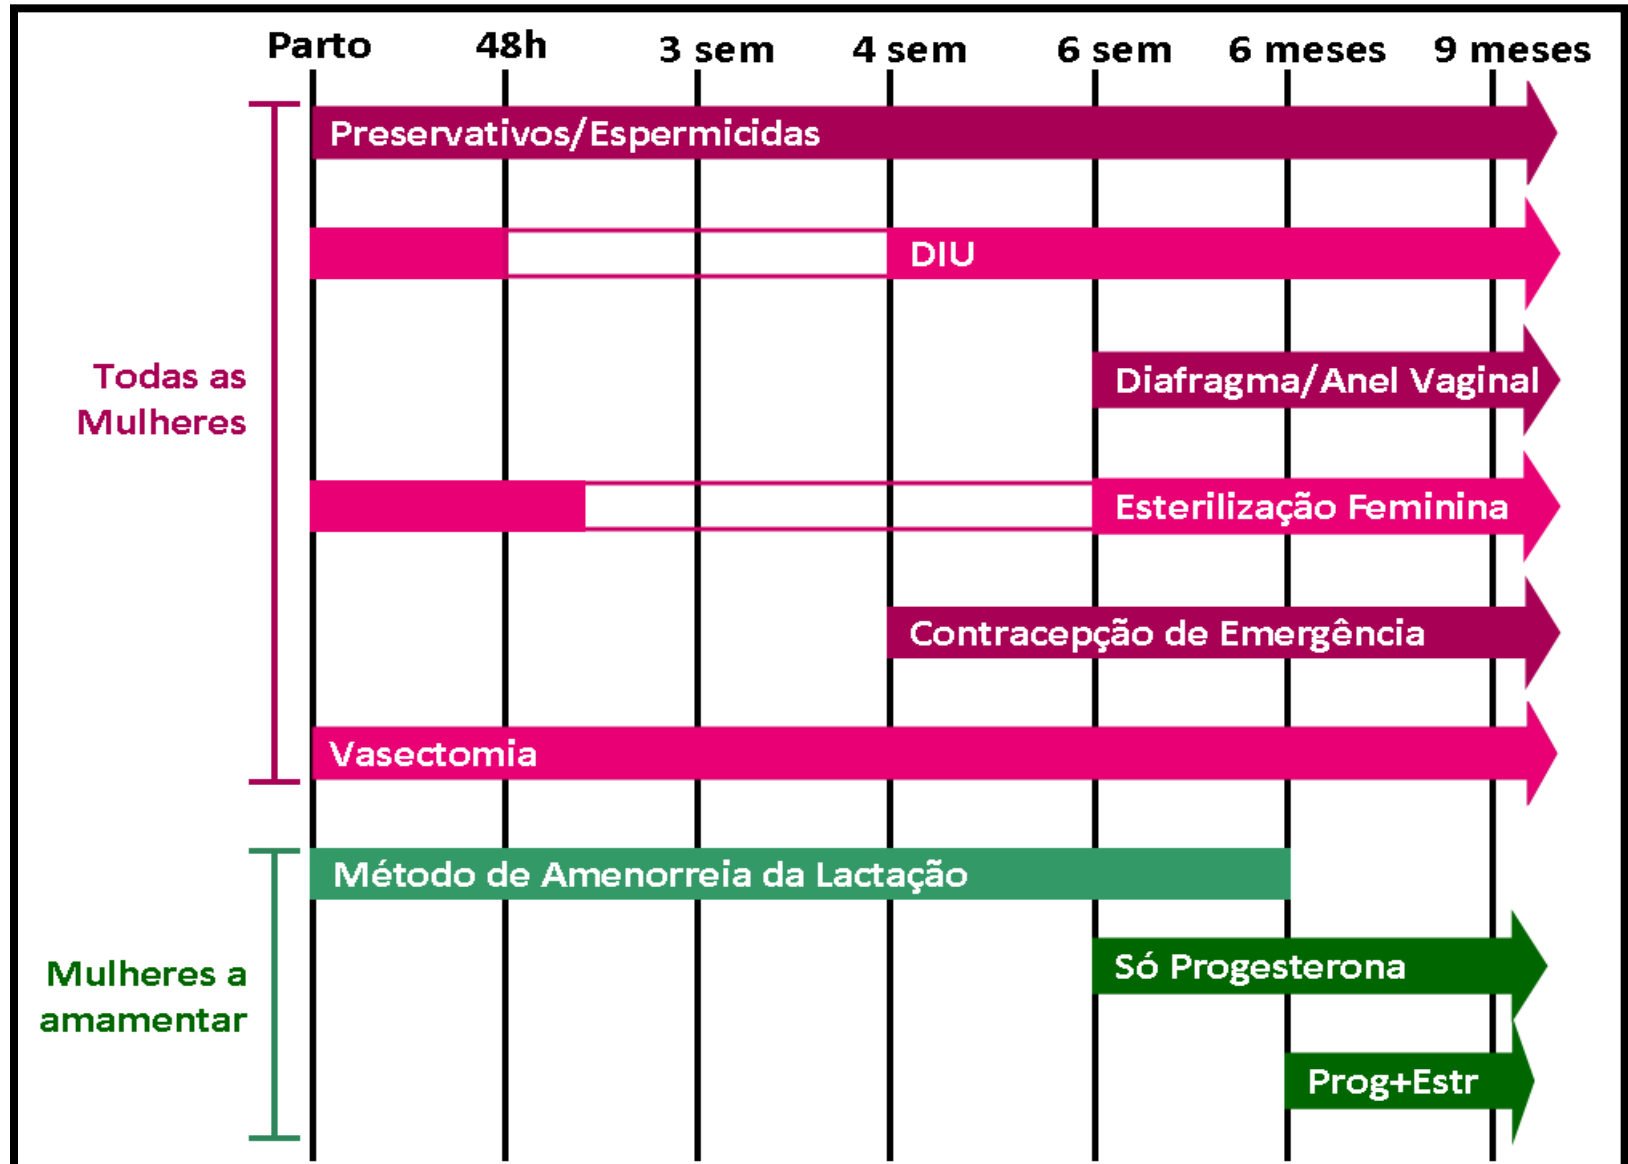 Parto 48h 3 sem 4 sem 6 sem 6 meses 9 meses
Preservativos/Espermicidas
DIU
Todas as
Mulheres
Diafragma/Anel Vaginal
Esterilização Feminina
Contracepção de Emergência
Vasectomia
Método de Amenorreia da Lactação
Mulheres a
amamentar
Só Progesterona
Prog+Estr